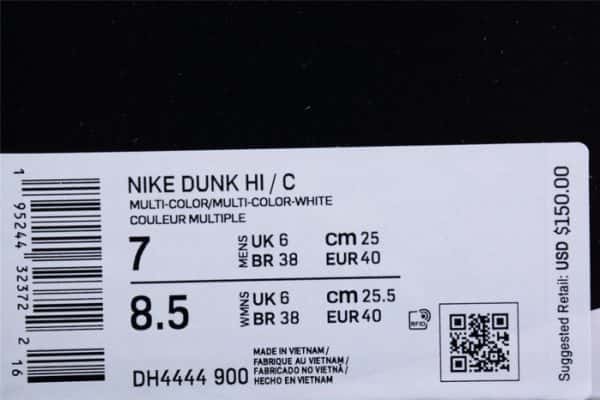 NIKE DUNK HI / C
MULTI-COLOR/MULTI-COLOR-WHITE
COULEUR MULTIPLE
7 MENS UK 6 cm 25
BR 38 EUR 40
8.5 WMNS UK 6 cm 25.5
BR 38 EUR 40
RFID
MADE IN VIETNAM/
FABRIQUE AU VIETNAM/
FABRICADO NO VIETNÃ/
HECHO EN VIETNAM
DH4444 900
1 95244 32372 2 16
Suggested Retail: USD $150.00